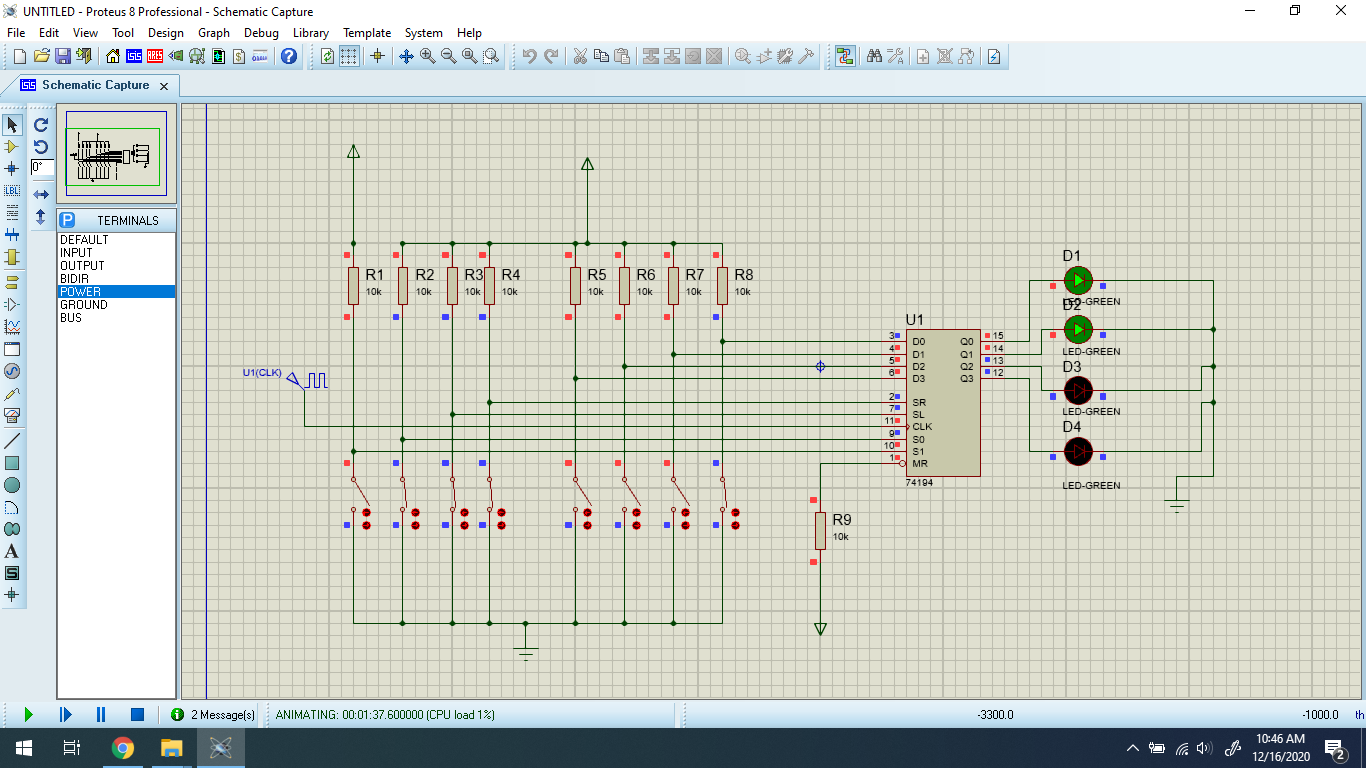 UNTITLED - Proteus 8 Professional - Schematic Capture
File Edit View Tool Design Graph Debug Library Template System Help
Schematic Capture
0°
LBL
P TERMINALS
DEFAULT
INPUT
OUTPUT
BIDIR
POWER
GROUND
BUS
A
S
R1 R2 R3 R4 R5 R6 R7 R8
10k 10k 10k 10k 10k 10k 10k 10k
U1(CLK)
U1
3 D0 Q0 15
4 D1 Q1 14
5 D2 Q2 13
6 D3 Q3 12
2 SR
7 SL
11 CLK
9 S0
10 S1
1 MR
74194
R9
10k
D1
LED-GREEN
D2
LED-GREEN
D3
LED-GREEN
D4
LED-GREEN
2 Message(s) ANIMATING: 00:01:37.600000 (CPU load 1%) -3300.0 -1000.0 th
10:46 AM
12/16/2020
2